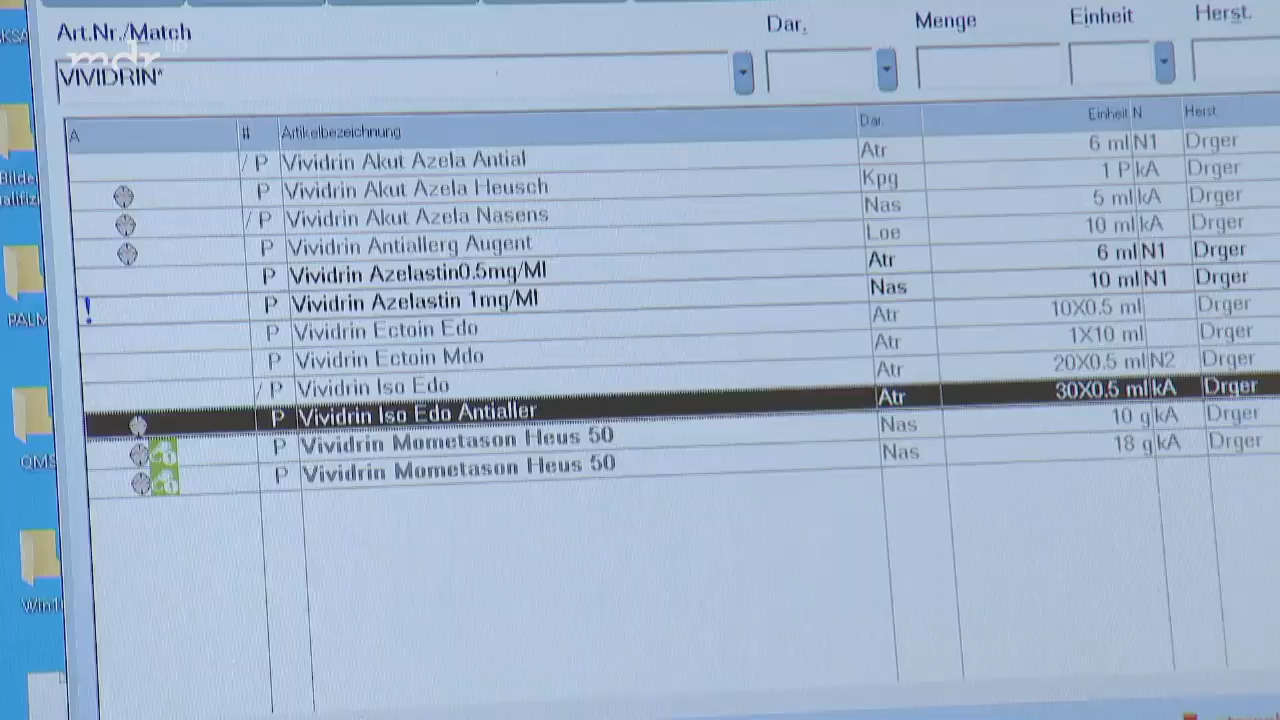 Art.Nr./Match Dar. Menge Einheit Herst.
mdr HD
VIVIDRIN*
A # Artikelbezeichnung Dar. Einheit N Herst.
/ P Vividrin Akut Azela Antial Atr 6 ml N1 Drger
P Vividrin Akut Azela Heusch Kpg 1 P kA Drger
/ P Vividrin Akut Azela Nasens Nas 5 ml kA Drger
P Vividrin Antiallerg Augent Loe 10 ml kA Drger
P Vividrin Azelastin0.5mg/Ml Atr 6 ml N1 Drger
! P Vividrin Azelastin 1mg/Ml Nas 10 ml N1 Drger
P Vividrin Ectoin Edo Atr 10X0.5 ml Drger
P Vividrin Ectoin Mdo Atr 1X10 ml Drger
/ P Vividrin Iso Edo Atr 20X0.5 ml N2 Drger
P Vividrin Iso Edo Antialler Atr 30X0.5 ml kA Drger
P Vividrin Mometason Heus 50 Nas 10 g kA Drger
P Vividrin Mometason Heus 50 Nas 18 g kA Drger
KSA
Bilder
alifizi
PALM
QMS